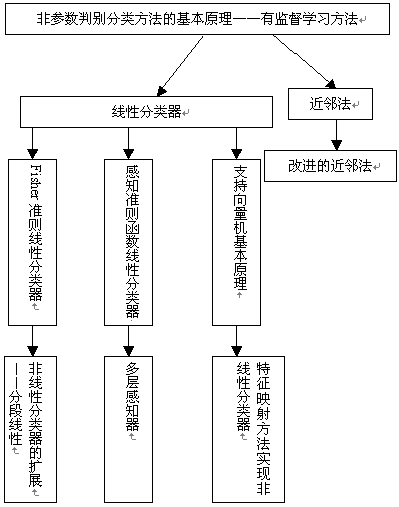 非参数判别分类方法的基本原理——有监督学习方法
线性分类器
近邻法
改进的近邻法
Fisher 准则线性分类器
感知准则函数线性分类器
支持向量机基本原理
非线性分类器的扩展
——分段线性
多层感知器
特征映射方法实现非
线性分类器